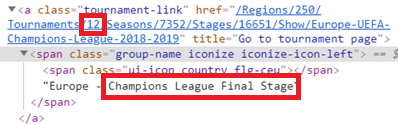 ▼<a class="tournament-link" href="/Regions/250/
Tournaments/12/Seasons/7352/Stages/16651/Show/Europe-UEFA-
Champions-League-2018-2019" title="Go to tournament page">
▼<span class="group-name iconize iconize-icon-left"> == $
<span class="ui-icon country flg-ceu"></span>
"Europe - Champions League Final Stage"
</span>
</a>